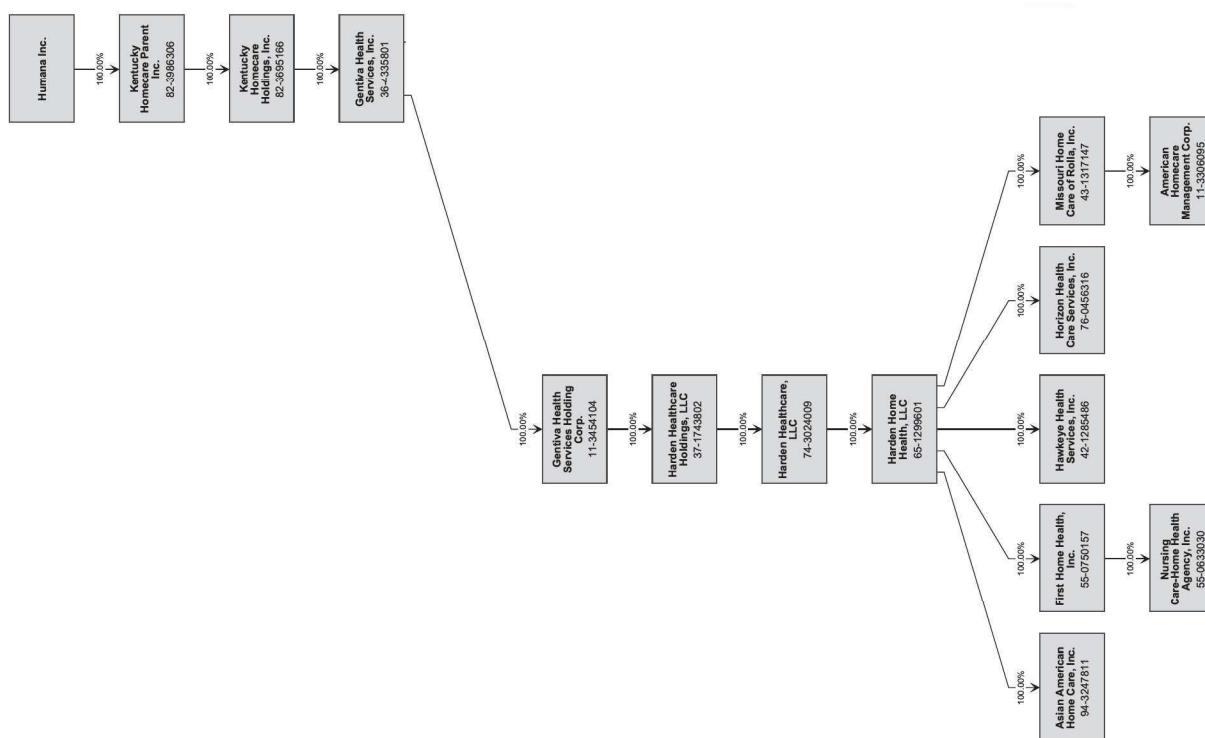 Humana Inc.
100.00%
Kentucky
Homecare Parent
Inc.
82-3986306
100.00%
Kentucky
Homecare
Holdings, Inc.
82-3695166
100.00%
Gentiva Health
Services, Inc.
36-4335801
100.00%
Gentiva Health
Services Holding
Corp.
11-3454104
100.00%
Harden Healthcare
Holdings, LLC
37-1743802
100.00%
Harden Healthcare,
LLC
74-3024009
100.00%
Harden Home
Health, LLC
65-1299601
100.00%
Asian American
Home Care, Inc.
94-3247811
100.00%
First Home Health,
Inc.
55-0750157
100.00%
Nursing
Care-Home Health
Agency, Inc.
55-0633030
100.00%
Hawkeye Health
Services, Inc.
42-1285486
100.00%
Horizon Health
Care Services, Inc.
76-0456316
100.00%
Missouri Home
Care of Rolla, Inc.
43-1317147
100.00%
American
Homecare
Management Corp.
11-3306095